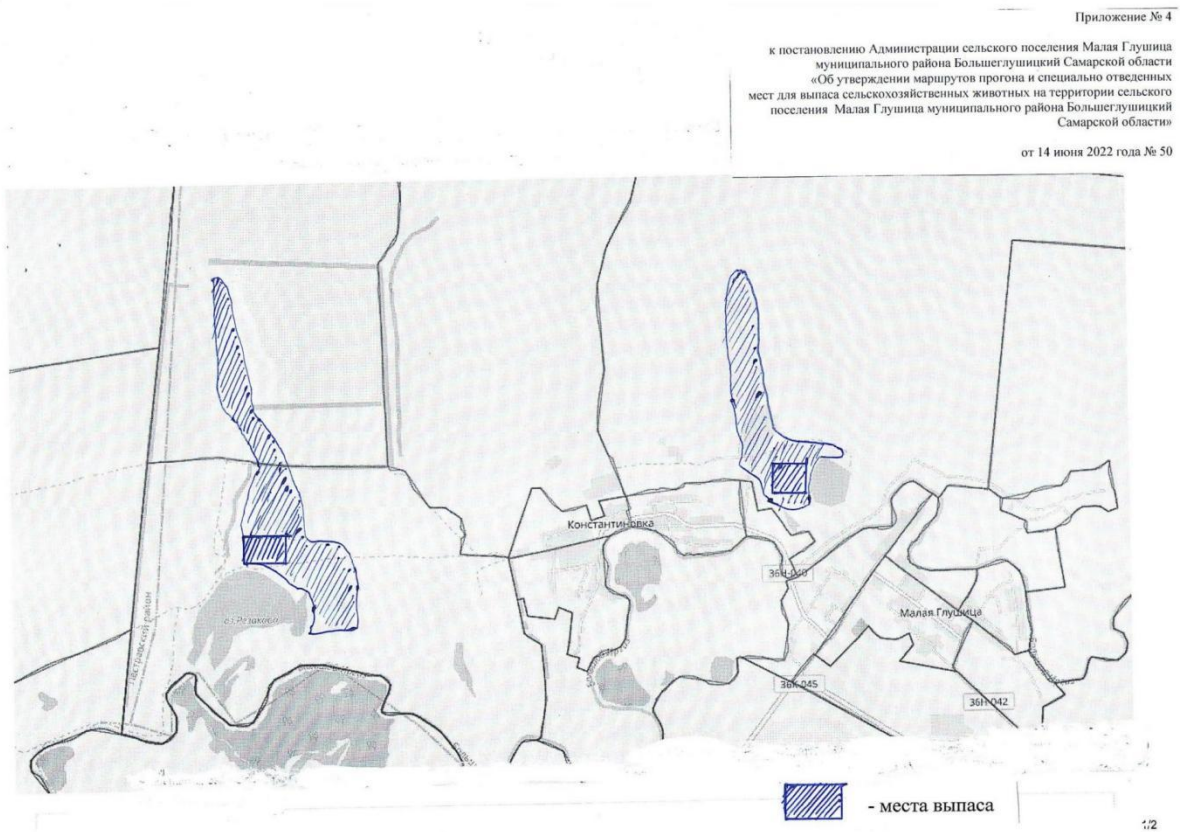 Приложение № 4
к постановлению Администрации сельского поселения Малая Глушица
муниципального района Большеглушицкий Самарской области
«Об утверждении маршрутов прогона и специально отведенных
мест для выпаса сельскохозяйственных животных на территории сельского
поселения Малая Глушица муниципального района Большеглушицкий
Самарской области»
от 14 июня 2022 года № 50
Константиновка
36Н-040
Малая Глушица
район
36К-045
36Н-042
- места выпаса
1/2